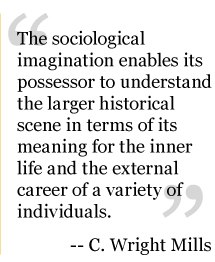 “
The sociological
imagination enables its
possessor to understand
the larger historical
scene in terms of its
meaning for the inner
life and the external
career of a variety of
individuals.
”
-- C. Wright Mills